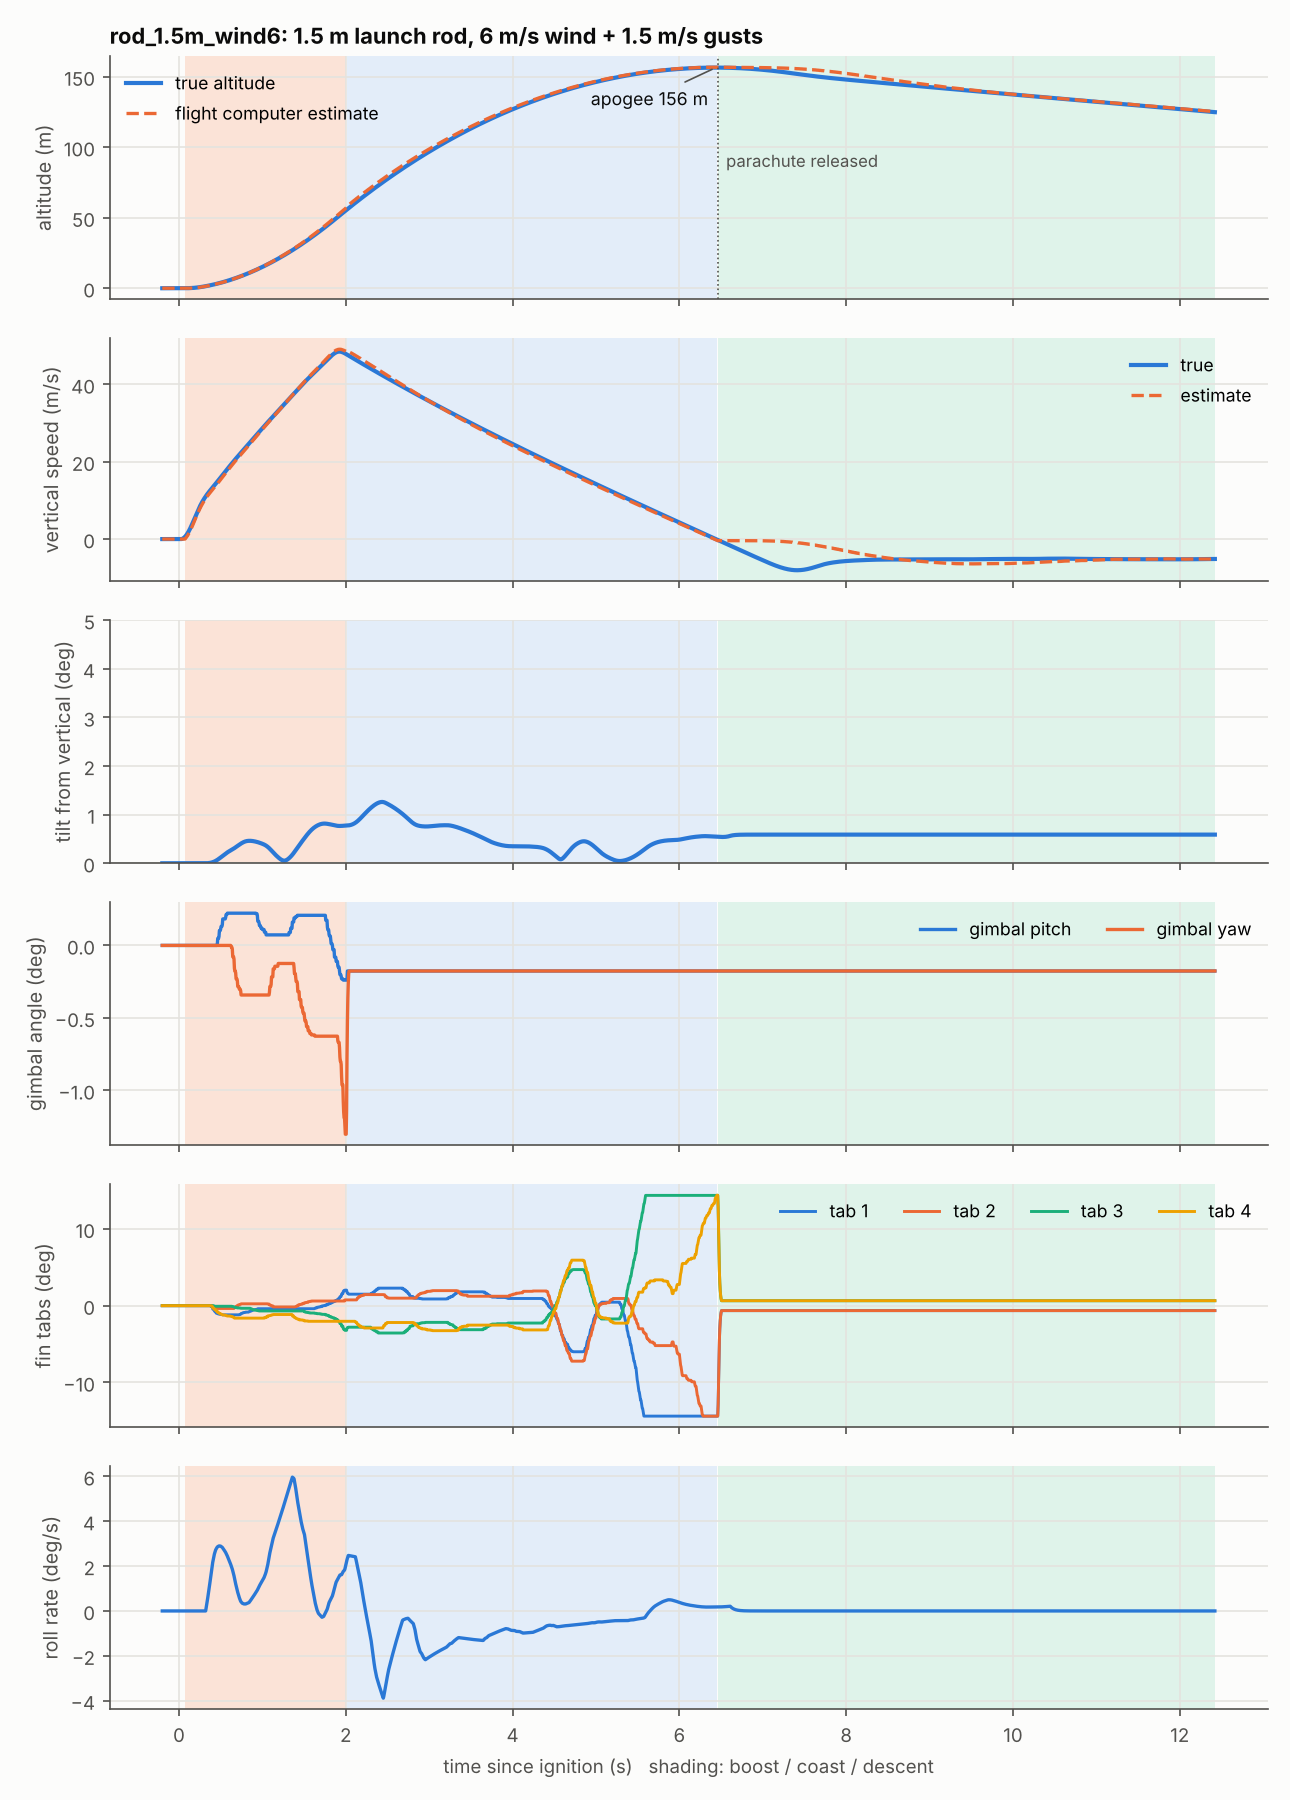 rod_1.5m_wind6: 1.5 m launch rod, 6 m/s wind + 1.5 m/s gusts
altitude (m)
150
100
50
0
true altitude
flight computer estimate
apogee 156 m
parachute released
vertical speed (m/s)
40
20
0
true
estimate
tilt from vertical (deg)
5
4
3
2
1
0
gimbal angle (deg)
0.0
−0.5
−1.0
gimbal pitch
gimbal yaw
fin tabs (deg)
10
0
−10
tab 1
tab 2
tab 3
tab 4
roll rate (deg/s)
6
4
2
0
−2
−4
0 2 4 6 8 10 12
time since ignition (s) shading: boost / coast / descent